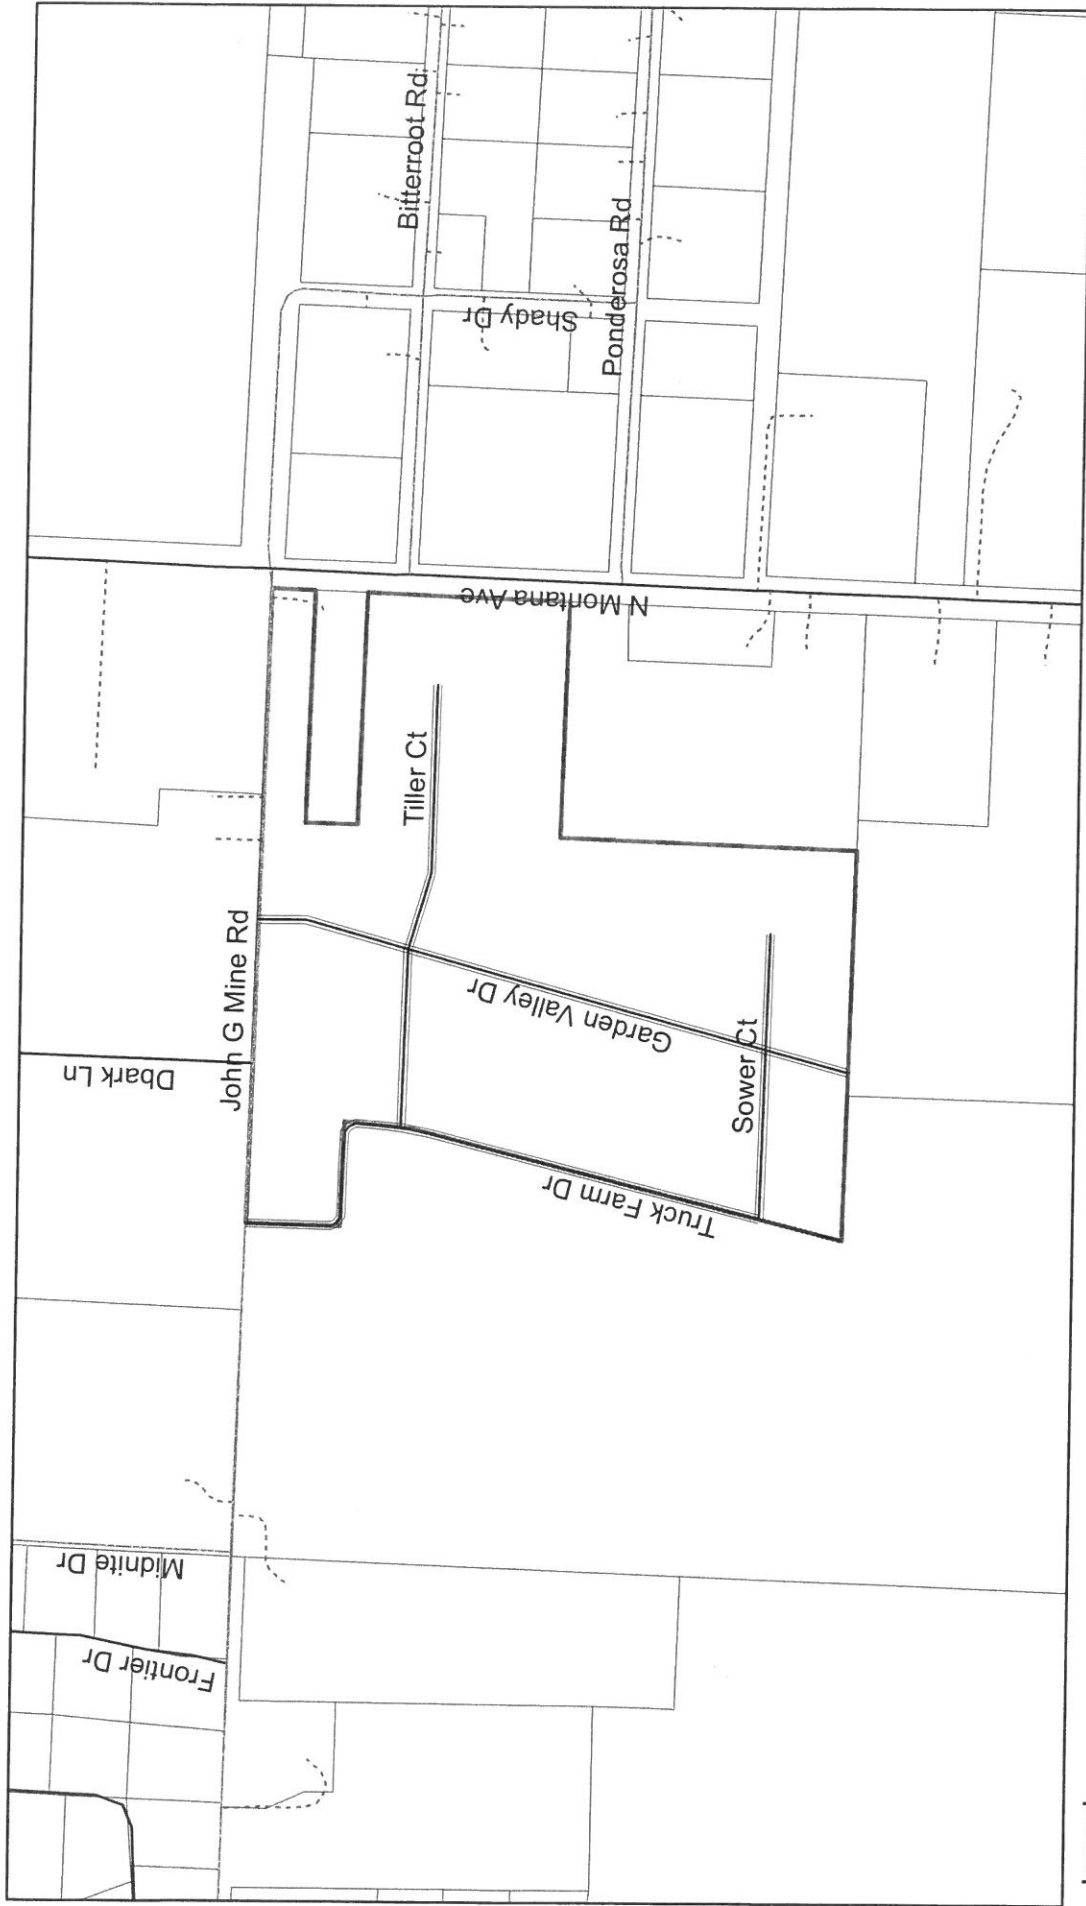 Bitterroot Rd
Ponderosa Rd
Shady Dr
N Montana Ave
Tiller Ct
John G Mine Rd
Garden Valley Dr
Dbark Ln
Sower Ct
Truck Farm Dr
Midnite Dr
Frontier Dr